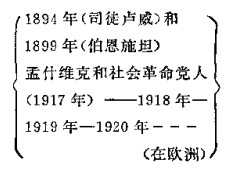 1894年(司徒卢威)和
1899年(伯恩施坦)
孟什维克和社会革命党人
(1917年) ——1918年—
1919年—1920年- - -
(在欧洲)